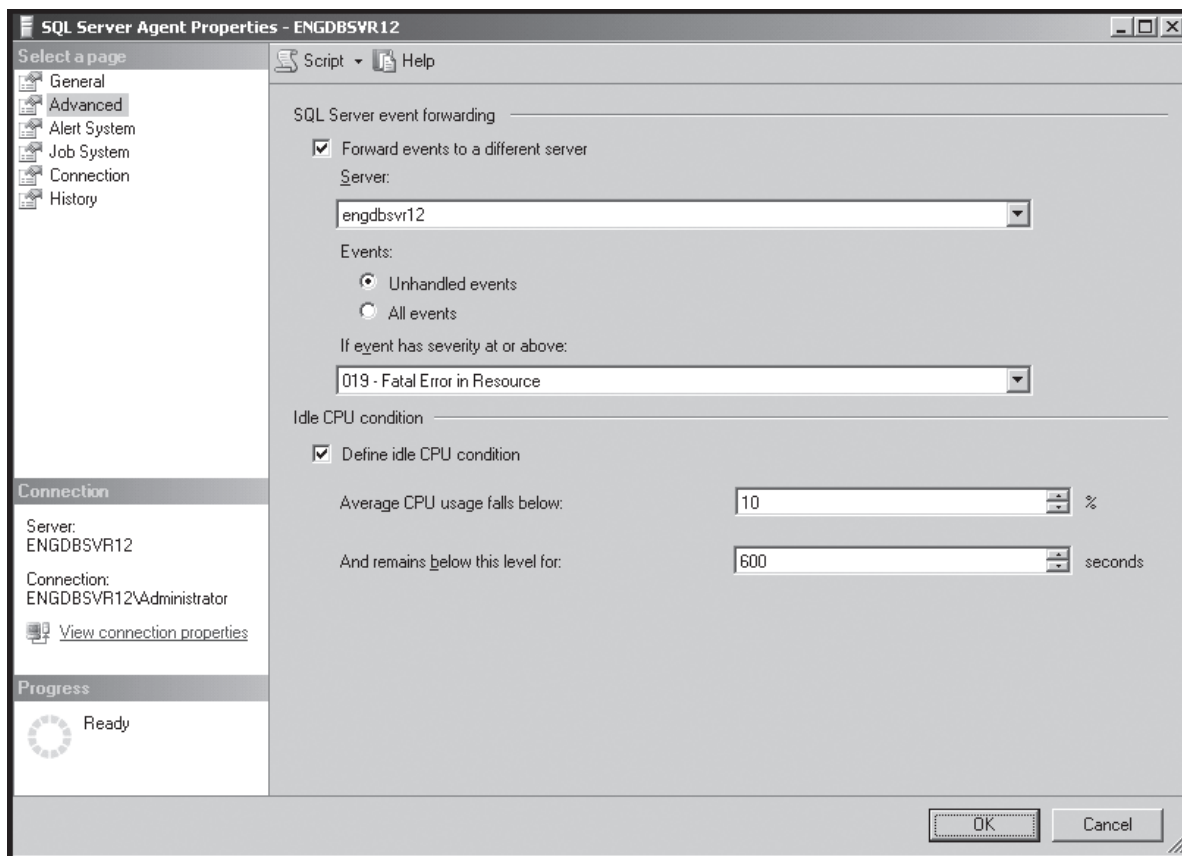 SQL Server Agent Properties - ENGDBSVR12
Select a page
General
Advanced
Alert System
Job System
Connection
History
Script
Help
SQL Server event forwarding
Forward events to a different server
Server:
engdbsvr12
Events:
Unhandled events
All events
If event has severity at or above:
019 - Fatal Error in Resource
Idle CPU condition
Define idle CPU condition
Average CPU usage falls below:
10
%
And remains below this level for:
600
seconds
Connection
Server:
ENGDBSVR12
Connection:
ENGDBSVR12\Administrator
View connection properties
Progress
Ready
OK
Cancel